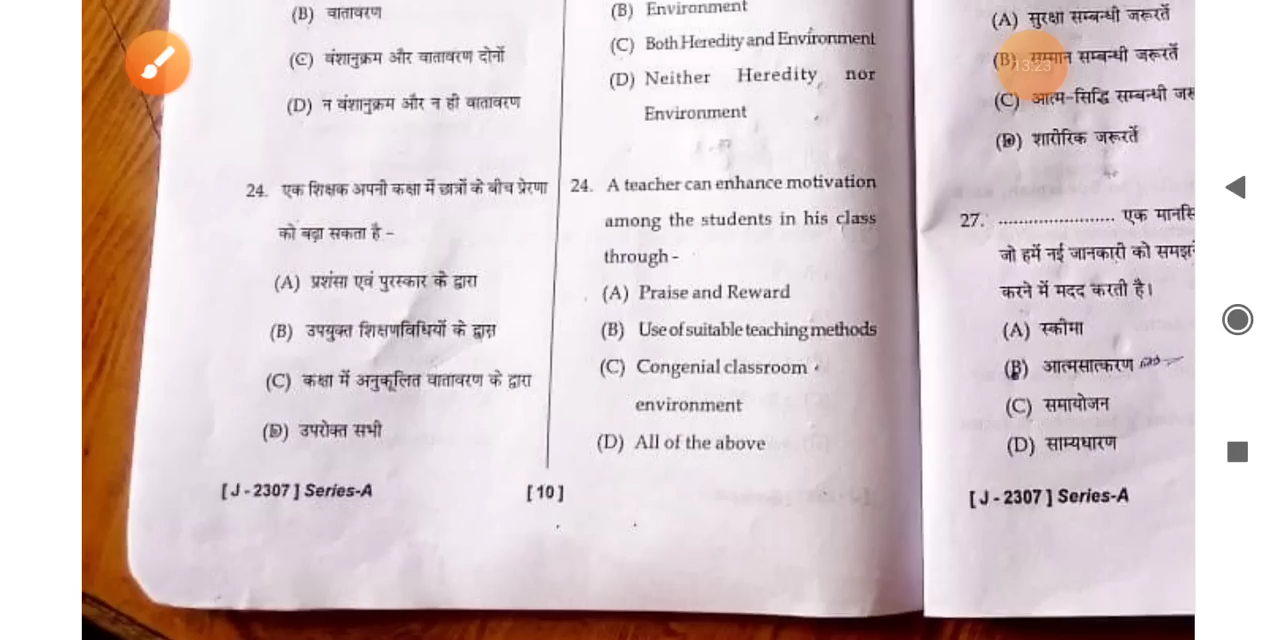 (B) वातावरण
(C) वंशानुक्रम और वातावरण दोनों
(D) न वंशानुक्रम और न ही वातावरण
24. एक शिक्षक अपनी कक्षा में छात्रों के बीच प्रेरणा
को बढ़ा सकता है -
(A) प्रशंसा एवं पुरस्कार के द्वारा
(B) उपयुक्त शिक्षणविधियों के द्वारा
(C) कक्षा में अनुकूलित वातावरण के द्वारा
(D) उपरोक्त सभी
[ J - 2307 ] Series-A
(B) Environment
(C) Both Heredity and Environment
(D) Neither Heredity nor
Environment
24. A teacher can enhance motivation
among the students in his class
through -
(A) Praise and Reward
(B) Use of suitable teaching methods
(C) Congenial classroom
environment
(D) All of the above
[ 10 ]
(A) सुरक्षा सम्बन्धी जरूरतें
(B) सम्मान सम्बन्धी जरूरतें
13:23
(C) आत्म-सिद्धि सम्बन्धी
(D) शारीरिक जरूरतें
27. ........................ एक
जो हमें नई जानकारी को
करने में मदद करती है।
(A) स्कीमा
(B) आत्मसात्करण
(C) समायोजन
(D) साम्यधारण
[ J - 2307 ] Series-A